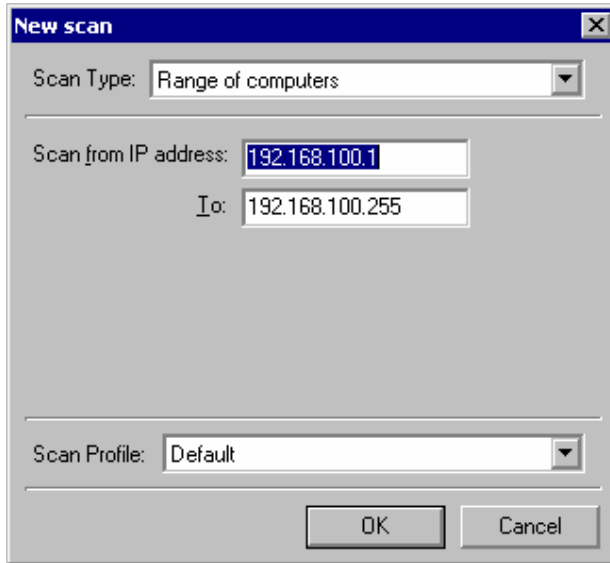 New scan
Scan Type: Range of computers
Scan from IP address: 192.168.100.1
To: 192.168.100.255
Scan Profile: Default
OK Cancel